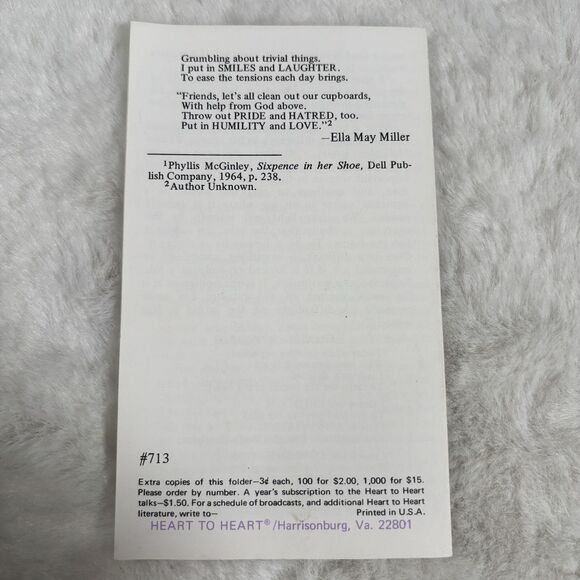 Grumbling about trivial things.
I put in SMILES and LAUGHTER.
To ease the tensions each day brings.
"Friends, let's all clean out our cupboards,
With help from God above.
Throw out PRIDE and HATRED, too.
Put in HUMILITY and LOVE."2
—Ella May Miller
1Phyllis McGinley, Sixpence in her Shoe, Dell Pub-
lish Company, 1964, p. 238.
2Author Unknown.
#713
Extra copies of this folder—3¢ each, 100 for $2.00, 1,000 for $15.
Please order by number. A year's subscription to the Heart to Heart
talks—$1.50. For a schedule of broadcasts, and additional Heart to Heart
literature, write to— Printed in U.S.A.
HEART TO HEART®/Harrisonburg, Va. 22801